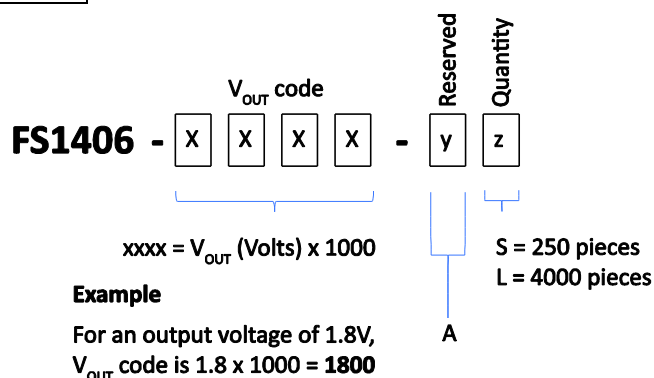 Reserved
Quantity
VOUT code
FS1406 - x x x x - y z
xxxx = VOUT (Volts) x 1000
S = 250 pieces
L = 4000 pieces
Example
For an output voltage of 1.8V,
A
VOUT code is 1.8 x 1000 = 1800